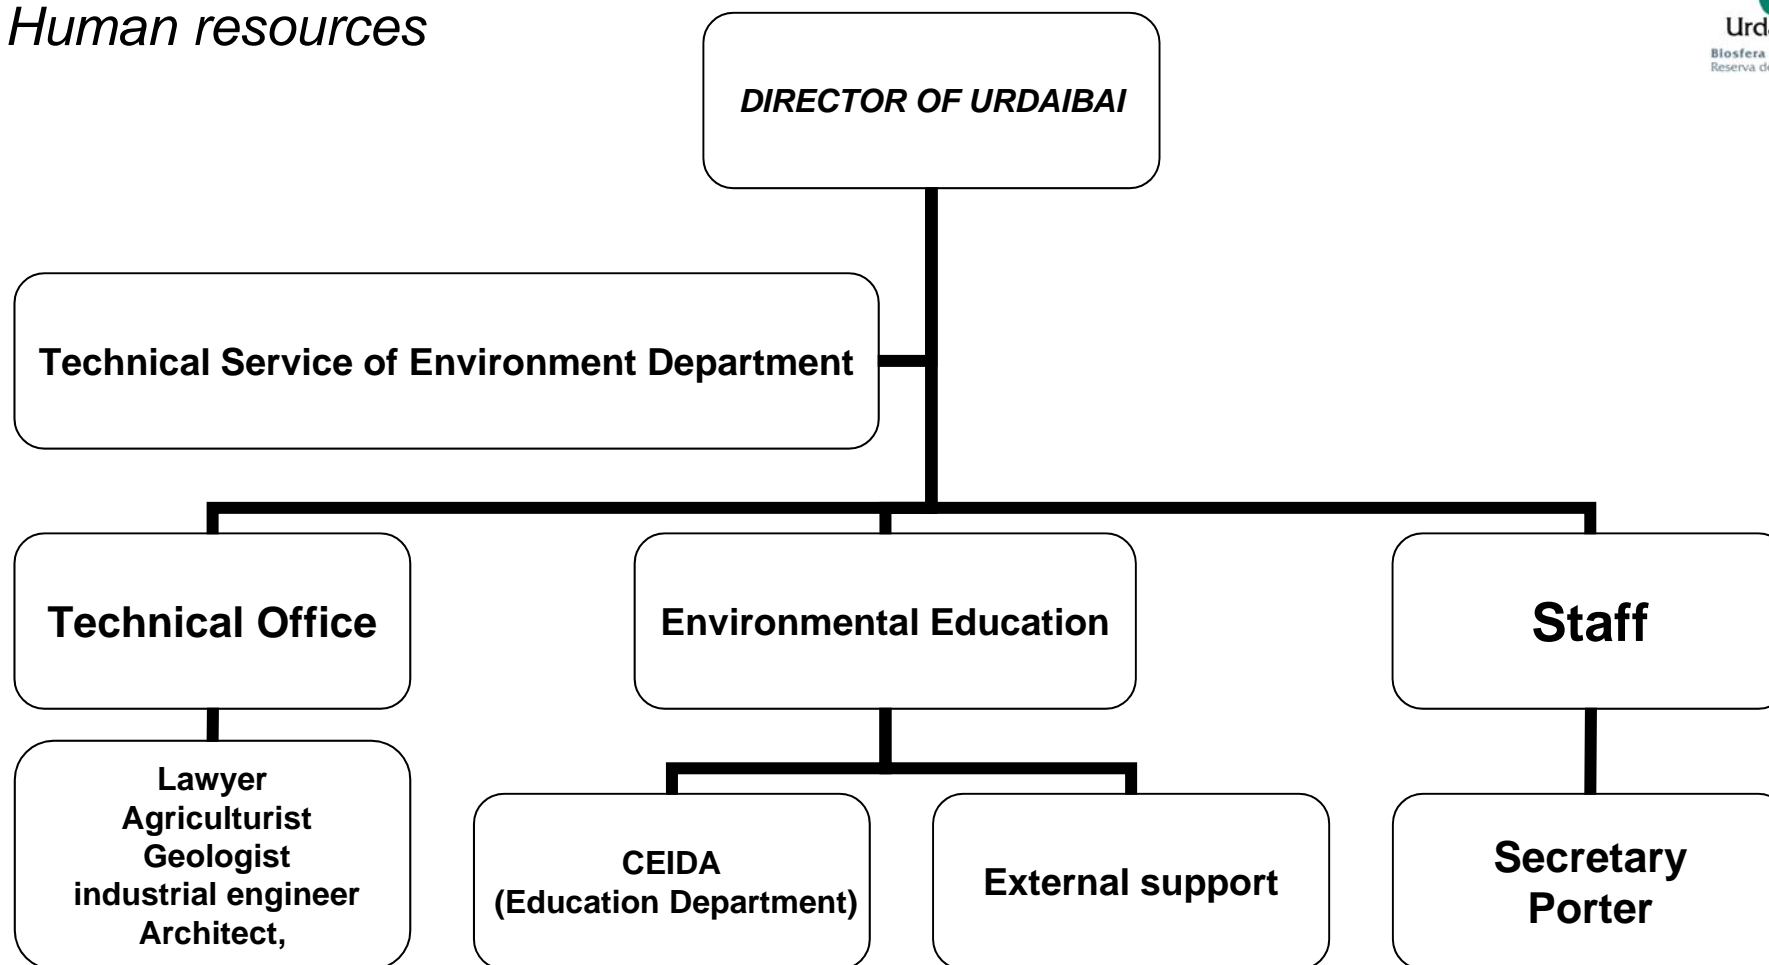 Human resources
DIRECTOR OF URDAIBAI
Biosfera
Reserva
Technical Service of Environment Department
Technical Office
Environmental Education
Staff
Lawyer
Agriculturist
Geologist
industrial engineer
Architect,
CEIDA
(Education Department)
External support
Secretary
Porter